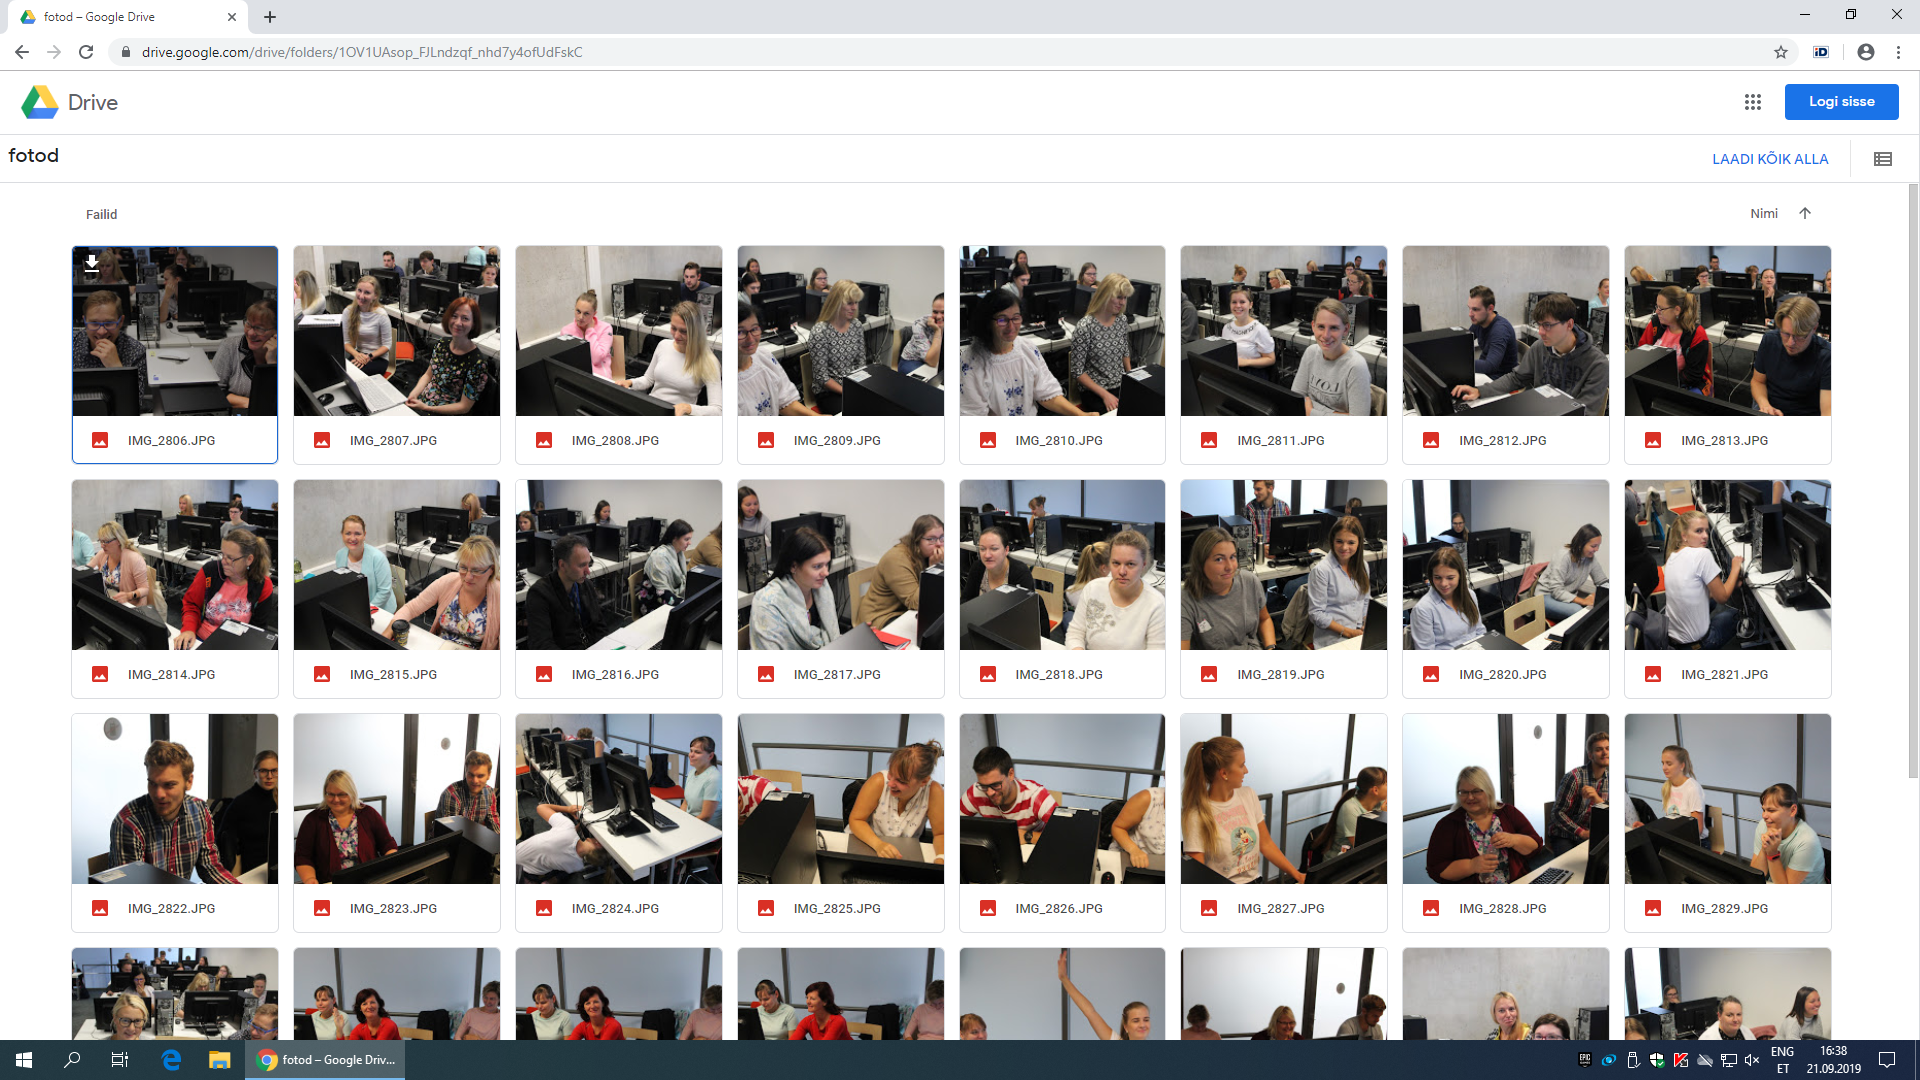 fotod – Google Drive
drive.google.com/drive/folders/1OV1UAsop_FJLndzqf_nhd7y4ofUdFskC
iD
Drive
Logi sisse
fotod
LAADI KÕIK ALLA
Failid
Nimi
IMG_2806.JPG
IMG_2807.JPG
IMG_2808.JPG
IMG_2809.JPG
IMG_2810.JPG
IMG_2811.JPG
IMG_2812.JPG
IMG_2813.JPG
IMG_2814.JPG
IMG_2815.JPG
IMG_2816.JPG
IMG_2817.JPG
IMG_2818.JPG
IMG_2819.JPG
IMG_2820.JPG
IMG_2821.JPG
IMG_2822.JPG
IMG_2823.JPG
IMG_2824.JPG
IMG_2825.JPG
IMG_2826.JPG
IMG_2827.JPG
IMG_2828.JPG
IMG_2829.JPG
fotod – Google Driv...
EPIC
ENG
ET
16:38
21.09.2019